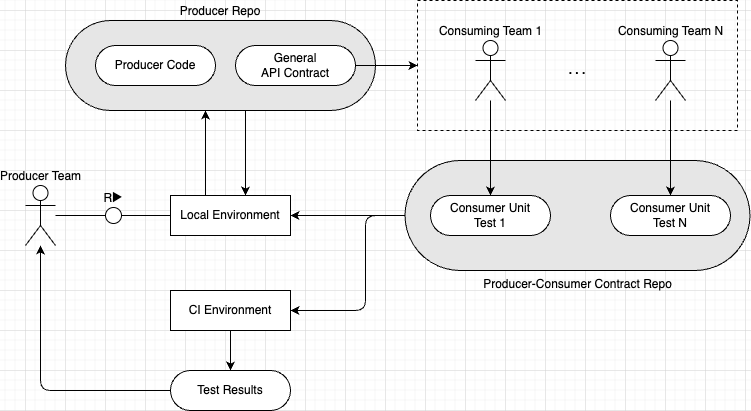 Producer Repo
Producer Code
General
API Contract
Consuming Team 1
Consuming Team N
...
Producer Team
R▶
Local Environment
Consumer Unit
Test 1
Consumer Unit
Test N
Producer-Consumer Contract Repo
CI Environment
Test Results